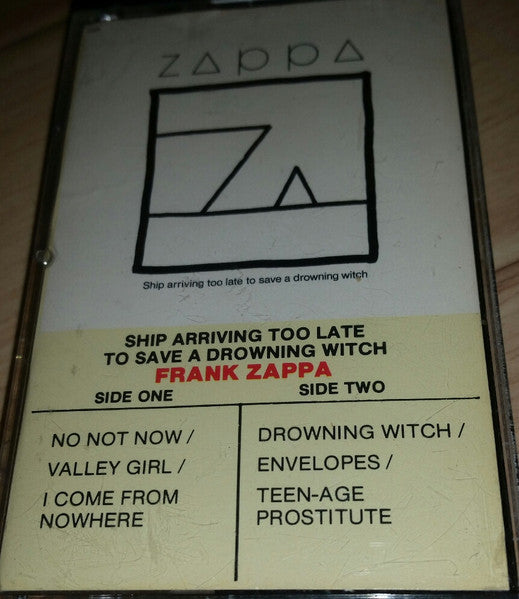 ZAPPA
ZA
Ship arriving too late to save a drowning witch
SHIP ARRIVING TOO LATE
TO SAVE A DROWNING WITCH
FRANK ZAPPA
SIDE ONE
NO NOT NOW /
VALLEY GIRL /
I COME FROM
NOWHERE
SIDE TWO
DROWNING WITCH /
ENVELOPES /
TEEN-AGE
PROSTITUTE